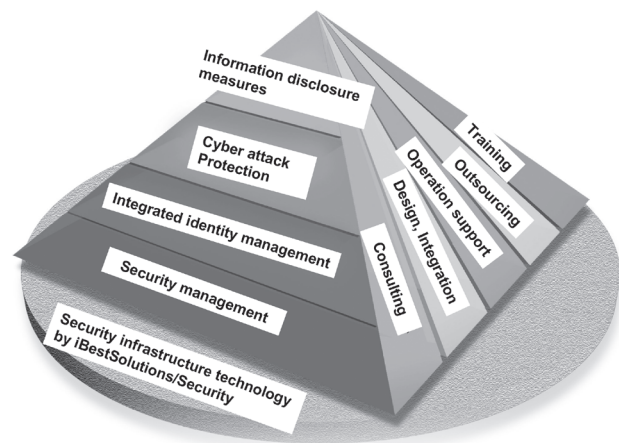 Information disclosure
measures
Cyber attack
Protection
Integrated identity management
Security management
Security infrastructure technology
by iBestSolutions/Security
Consulting
Design, Integration
Operation support
Outsourcing
Training